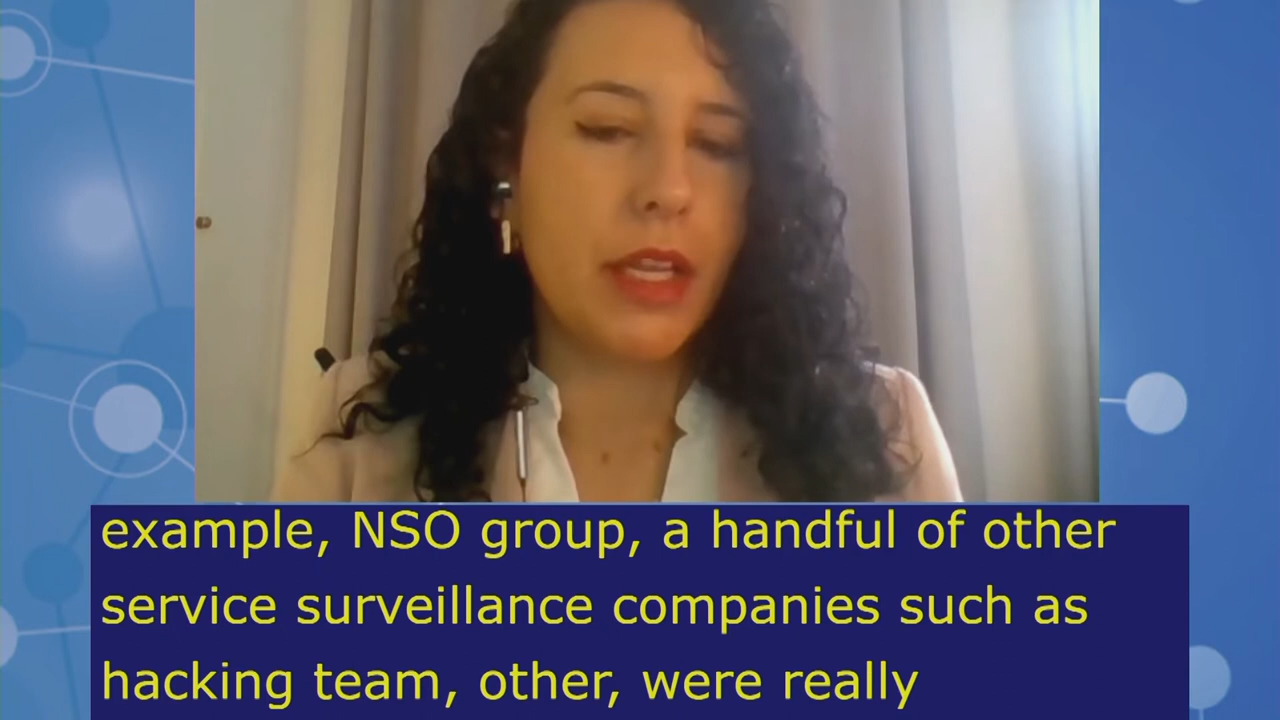 example, NSO group, a handful of other
service surveillance companies such as
hacking team, other, were really